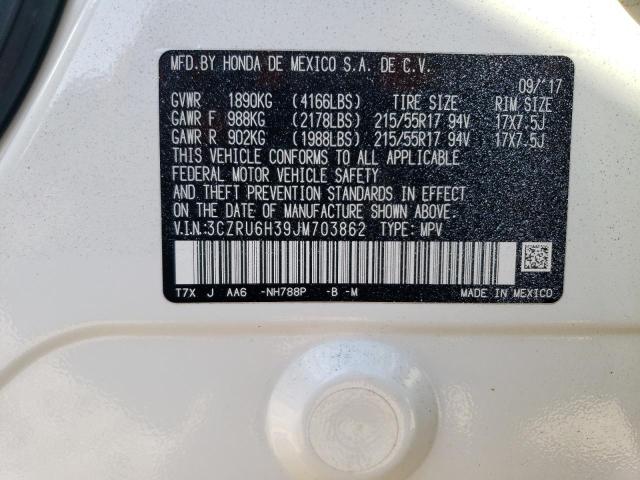 MFD.BY HONDA DE MEXICO S.A. DE C.V.
09/'17
GVWR 1890KG (4166LBS) TIRE SIZE RIM SIZE
GAWR F 988KG (2178LBS) 215/55R17 94V 17X7.5J
GAWR R 902KG (1988LBS) 215/55R17 94V 17X7.5J
THIS VEHICLE CONFORMS TO ALL APPLICABLE
FEDERAL MOTOR VEHICLE SAFETY
AND THEFT PREVENTION STANDARDS IN EFFECT
ON THE DATE OF MANUFACTURE SHOWN ABOVE.
V.I.N:3CZRU6H39JM703862 TYPE: MPV
T7X J AA6 -NH788P -B -M MADE IN MEXICO